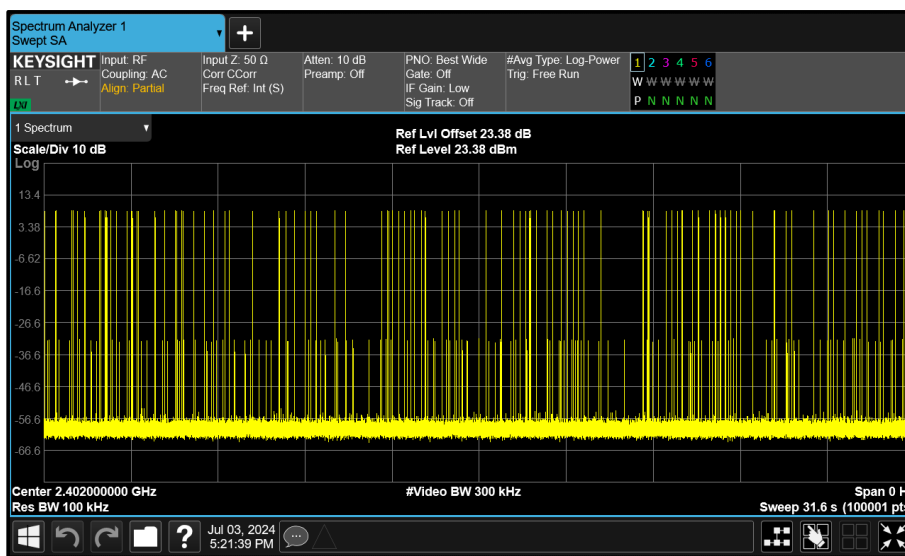 Spectrum Analyzer 1
Swept SA
KEYSIGHT
R L T
LXI
Input: RF
Coupling: AC
Align: Partial
Input Z: 50 Ω
Corr CCorr
Freq Ref: Int (S)
Atten: 10 dB
Preamp: Off
PNO: Best Wide
Gate: Off
IF Gain: Low
Sig Track: Off
#Avg Type: Log-Power
Trig: Free Run
1 2 3 4 5 6
W W W W W W
P N N N N N
1 Spectrum
Scale/Div 10 dB
Ref Lvl Offset 23.38 dB
Ref Level 23.38 dBm
Log
13.4
3.38
-6.62
-16.6
-26.6
-36.6
-46.6
-56.6
-66.6
Center 2.402000000 GHz
Res BW 100 kHz
#Video BW 300 kHz
Span 0 H
Sweep 31.6 s (100001 pts
?
Jul 03, 2024
5:21:39 PM